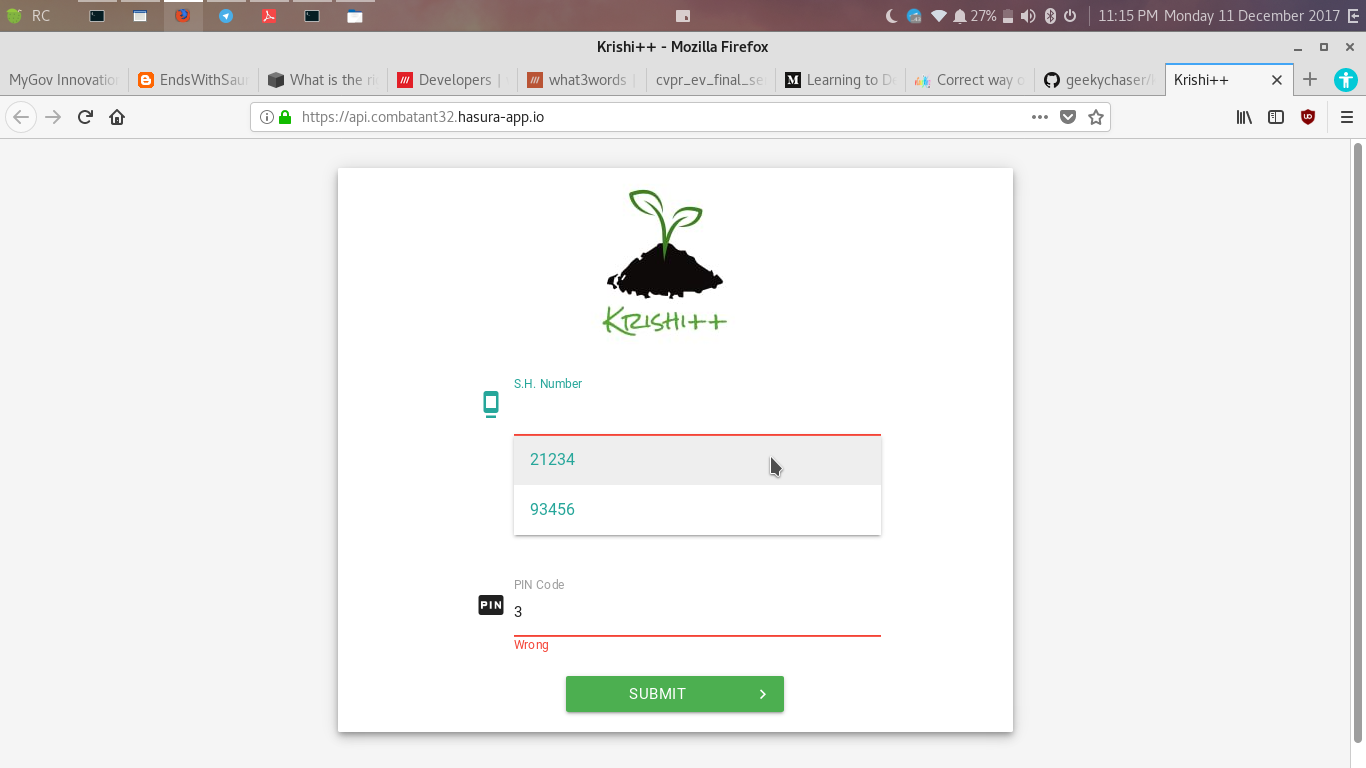 RC
27%
11:15 PM Monday 11 December 2017
Krishi++ - Mozilla Firefox
MyGov Innovation
EndsWithSau
What is the ri
Developers |
what3words |
cvpr_ev_final_se
Learning to De
Correct way o
geekychaser/
Krishi++
https://api.combatant32.hasura-app.io
KRISHI++
S.H. Number
21234
93456
PIN Code
PIN
3
Wrong
SUBMIT